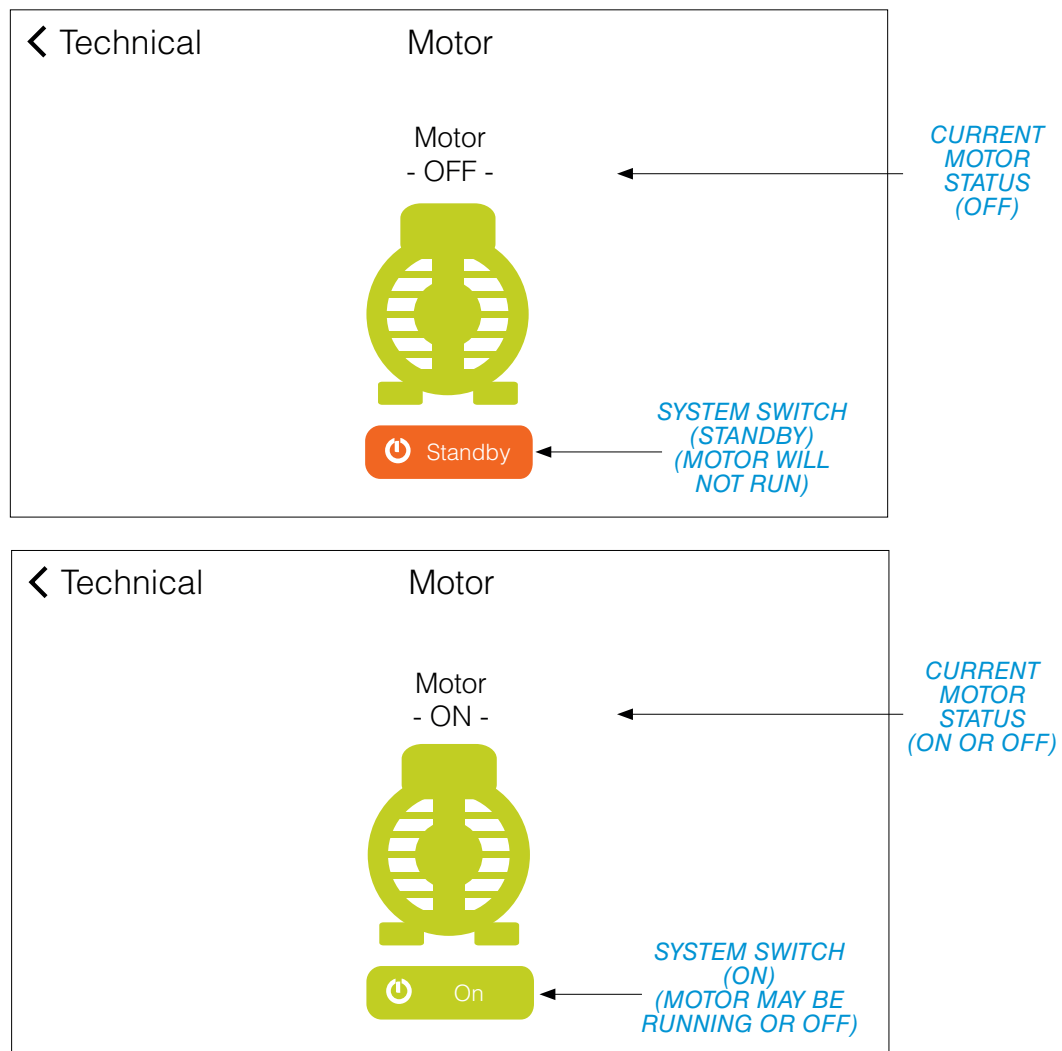 Technical
Motor
Motor
- OFF -
CURRENT
MOTOR
STATUS
(OFF)
Standby
SYSTEM SWITCH
(STANDBY)
(MOTOR WILL
NOT RUN)
Technical
Motor
Motor
- ON -
CURRENT
MOTOR
STATUS
(ON OR OFF)
On
SYSTEM SWITCH
(ON)
(MOTOR MAY BE
RUNNING OR OFF)